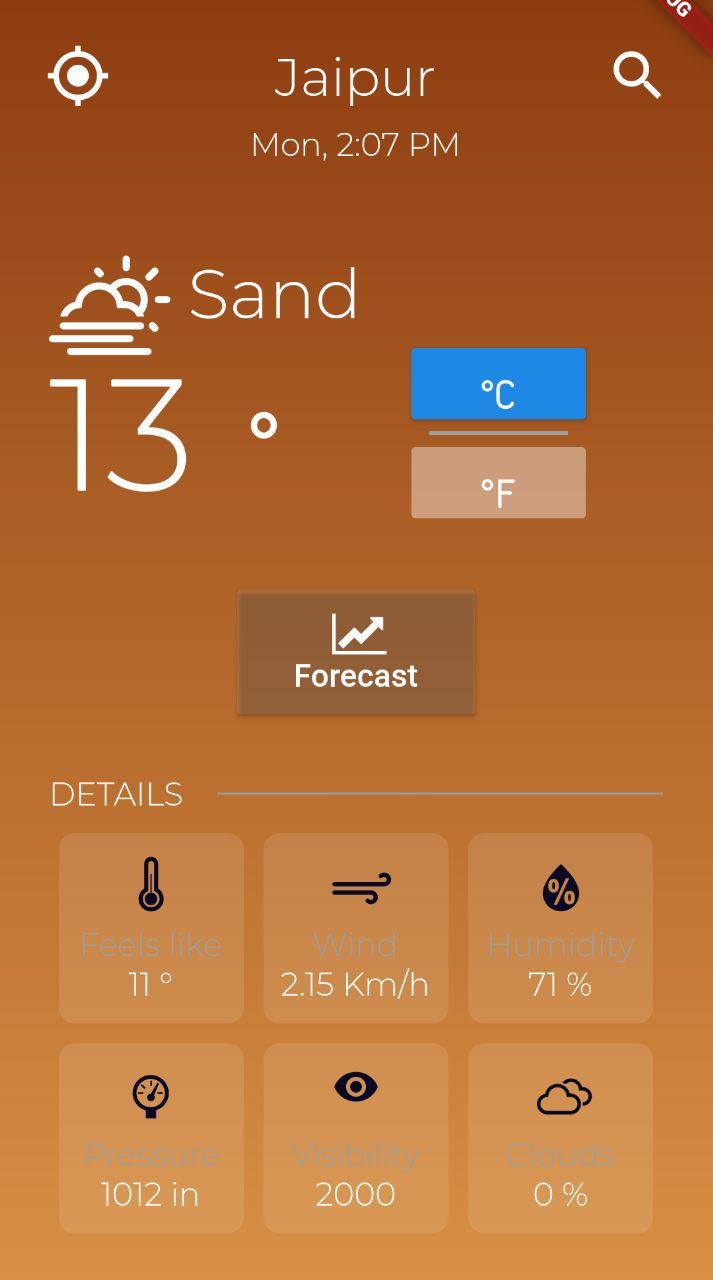 Jaipur
Mon, 2:07 PM
Sand
13 °
°C
°F
Forecast
DETAILS
Feels like
11 °
Wind
2.15 Km/h
Humidity
71 %
Pressure
1012 in
Visibility
2000
Clouds
0 %